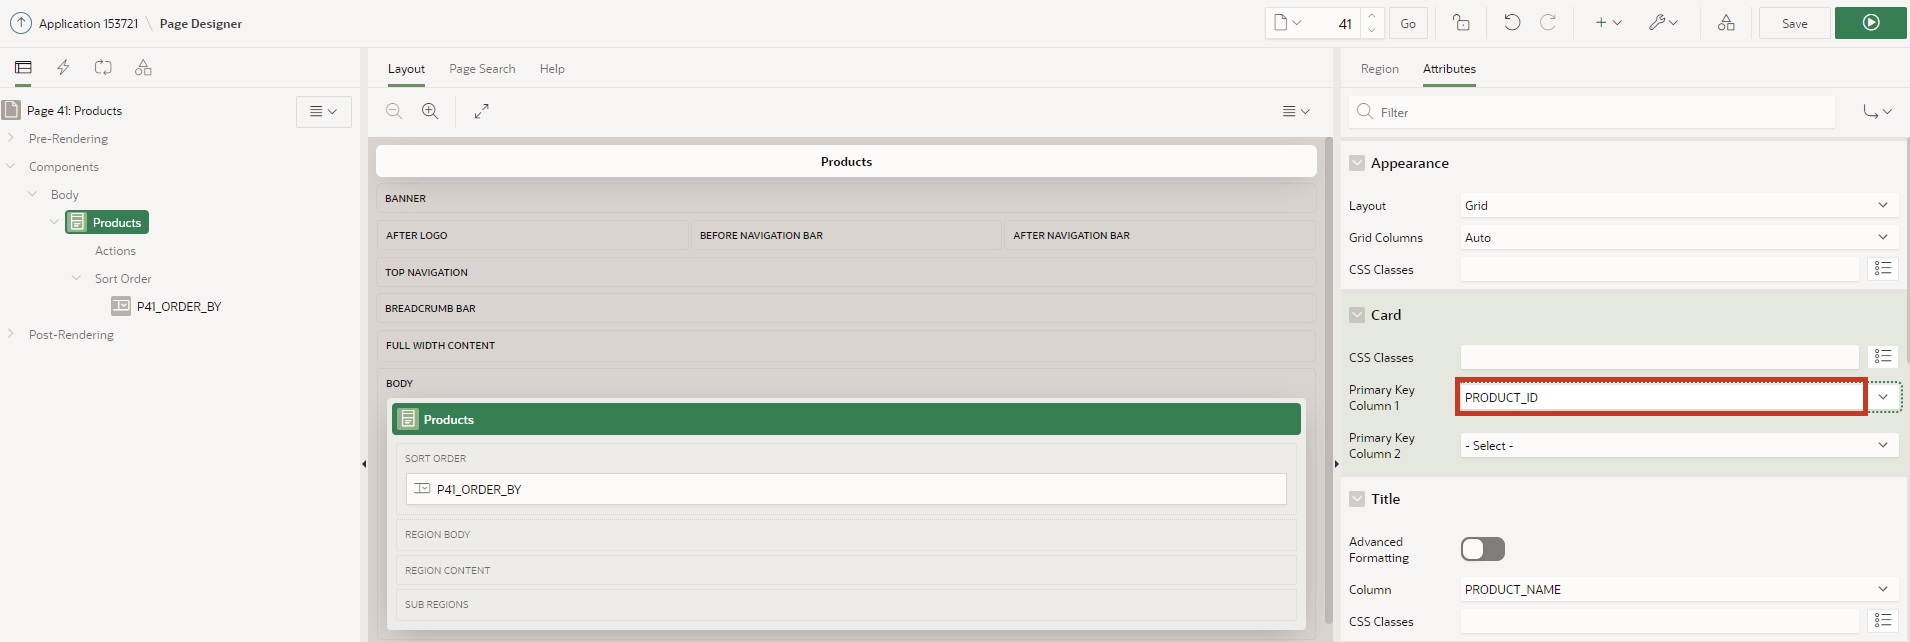 Application 153721 \ Page Designer
41
Go
Save
Page 41: Products
Pre-Rendering
Components
Body
Products
Actions
Sort Order
P41_ORDER_BY
Post-Rendering
Layout
Page Search
Help
Products
BANNER
AFTER LOGO
BEFORE NAVIGATION BAR
AFTER NAVIGATION BAR
TOP NAVIGATION
BREADCRUMB BAR
FULL WIDTH CONTENT
BODY
Products
SORT ORDER
P41_ORDER_BY
REGION BODY
REGION CONTENT
SUB REGIONS
Region
Attributes
Filter
Appearance
Layout
Grid
Grid Columns
Auto
CSS Classes
Card
CSS Classes
Primary Key
Column 1
PRODUCT_ID
Primary Key
Column 2
- Select -
Title
Advanced
Formatting
Column
PRODUCT_NAME
CSS Classes